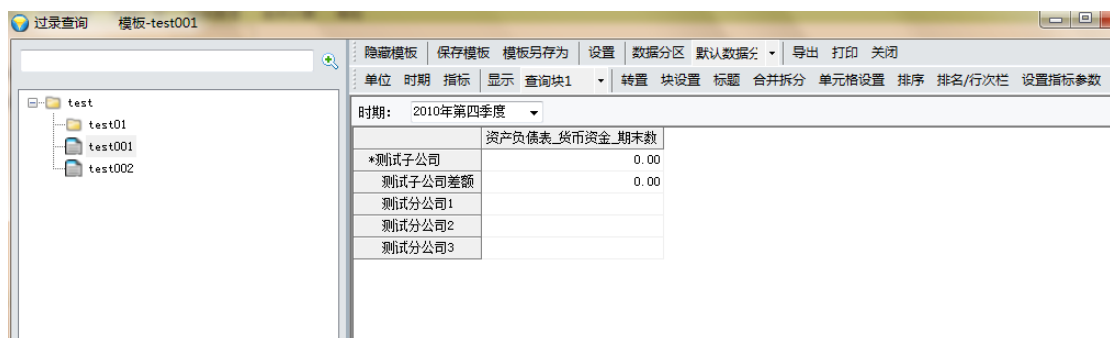 过录查询 模板-test001
隐藏模板 保存模板 模板另存为 设置 数据分区 默认数据分 导出 打印 关闭
单位 时期 指标 显示 查询块1 转置 块设置 标题 合并拆分 单元格设置 排序 排名/行次栏 设置指标参数
test
test01
test001
test002
时期: 2010年第四季度
资产负债表_货币资金_期末数
*测试子公司 0.00
测试子公司差额 0.00
测试分公司1
测试分公司2
测试分公司3